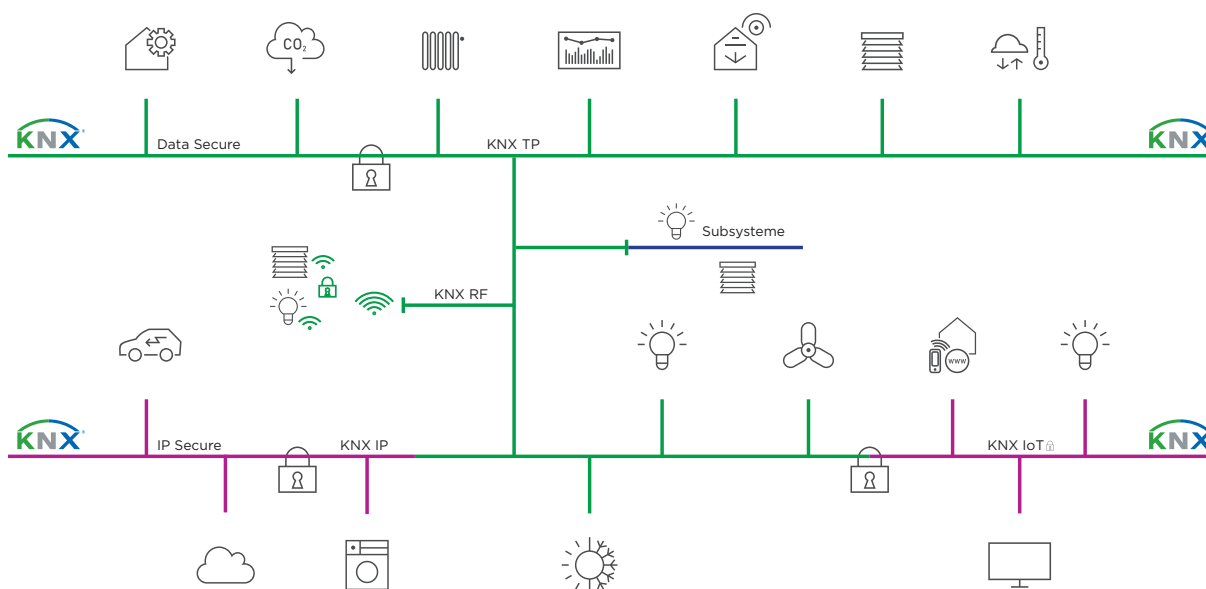 CO₂
KNX®
Data Secure
KNX TP
KNX
Subsysteme
KNX RF
www
KNX®
IP Secure
KNX IP
KNX IoT
KNX